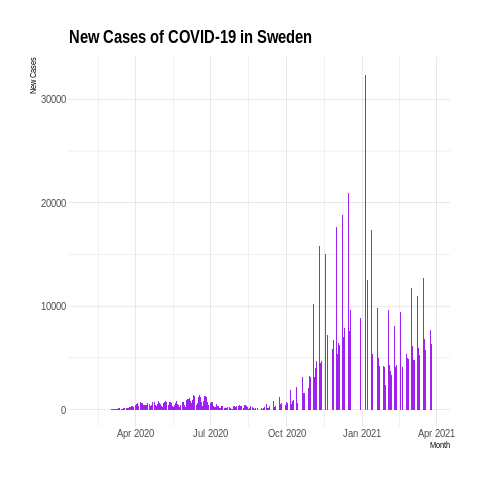 New Cases of COVID-19 in Sweden
New Cases
30000
20000
10000
0
Apr 2020 Jul 2020 Oct 2020 Jan 2021 Apr 2021
Month